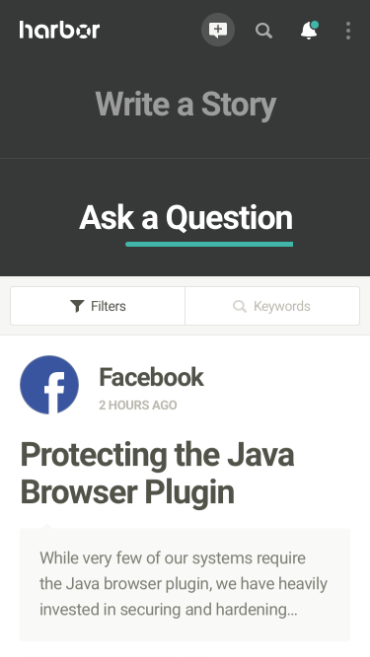 harbor
Write a Story
Ask a Question
Filters
Keywords
Facebook
2 HOURS AGO
Protecting the Java
Browser Plugin
While very few of our systems require
the Java browser plugin, we have heavily
invested in securing and hardening...